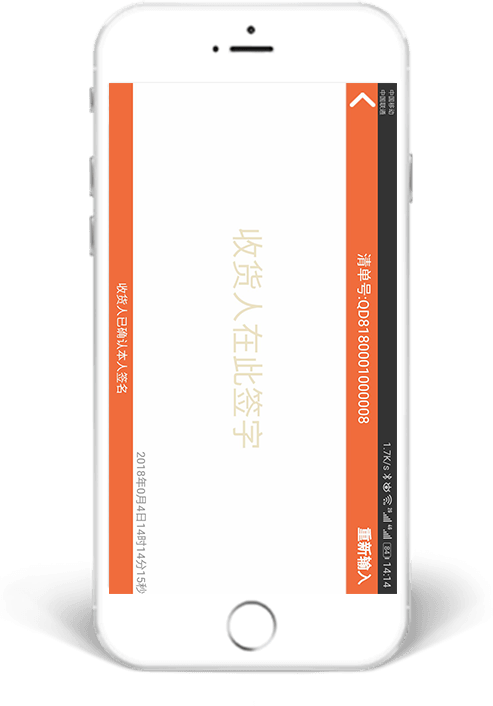 中国移动
中国联通
1.7K/s
84
14:14
清单号:QD8180001000008
重新输入
收货人在此签字
2018年0月4日14时14分15秒
收货人已确认本人签名